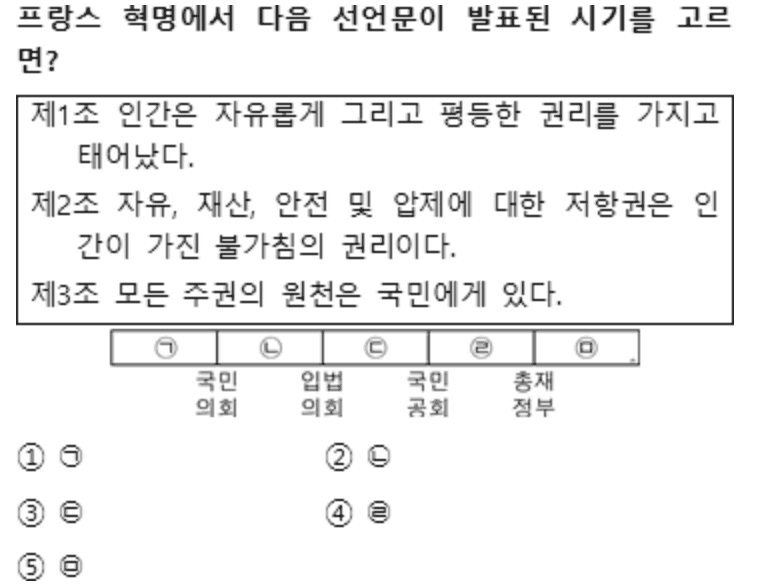 프랑스 혁명에서 다음 선언문이 발표된 시기를 고르
면?
제1조 인간은 자유롭게 그리고 평등한 권리를 가지고
태어났다.
제2조 자유, 재산, 안전 및 압제에 대한 저항권은 인
간이 가진 불가침의 권리이다.
제3조 모든 주권의 원천은 국민에게 있다.
㉠ ㉡ ㉢ ㉣ ㉤
국민 입법 국민 총재
의회 의회 공회 정부
① ㉠ ② ㉡
③ ㉢ ④ ㉣
⑤ ㉤